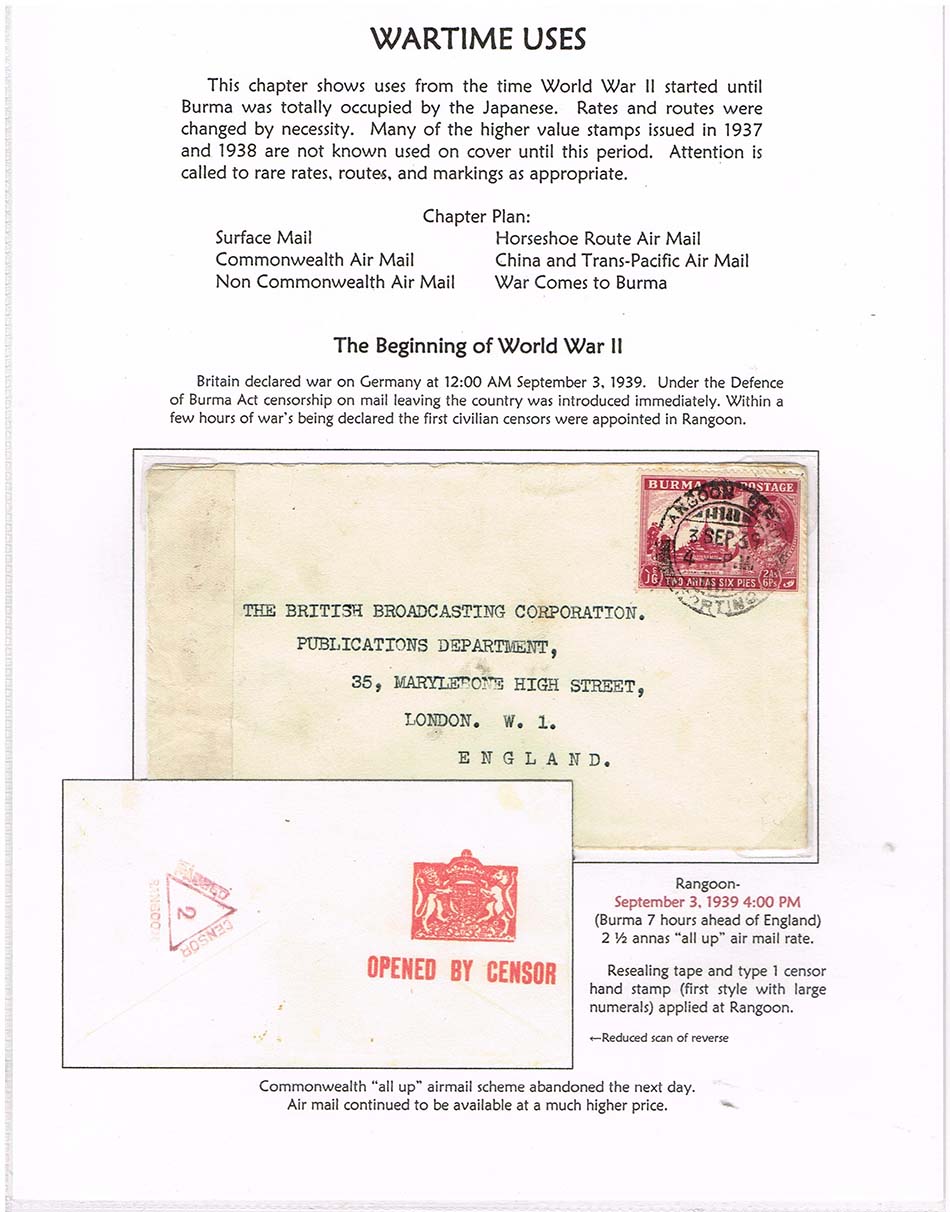 WARTIME USES
This chapter shows uses from the time World War II started until
Burma was totally occupied by the Japanese. Rates and routes were
changed by necessity. Many of the higher value stamps issued in 1937
and 1938 are not known used on cover until this period. Attention is
called to rare rates, routes, and markings as appropriate.
Chapter Plan:
Surface Mail
Commonwealth Air Mail
Non Commonwealth Air Mail
Horseshoe Route Air Mail
China and Trans-Pacific Air Mail
War Comes to Burma
The Beginning of World War II
Britain declared war on Germany at 12:00 AM September 3, 1939. Under the Defence
of Burma Act censorship on mail leaving the country was introduced immediately. Within a
few hours of war's being declared the first civilian censors were appointed in Rangoon.
BURMA POSTAGE
TWO ANNAS SIX PIES 2AS 6PS
RANGOON G.P.O.
3 SEP 39
4 - P.M.
SORTING
THE BRITISH BROADCASTING CORPORATION.
PUBLICATIONS DEPARTMENT,
35, MARYLEBONE HIGH STREET,
LONDON. W. 1.
ENGLAND.
PASSED
CENSOR
RANGOON
2
OPENED BY CENSOR
Rangoon-
September 3, 1939 4:00 PM
(Burma 7 hours ahead of England)
2 ½ annas "all up" air mail rate.
Resealing tape and type 1 censor
hand stamp (first style with large
numerals) applied at Rangoon.
←Reduced scan of reverse
Commonwealth "all up" airmail scheme abandoned the next day.
Air mail continued to be available at a much higher price.